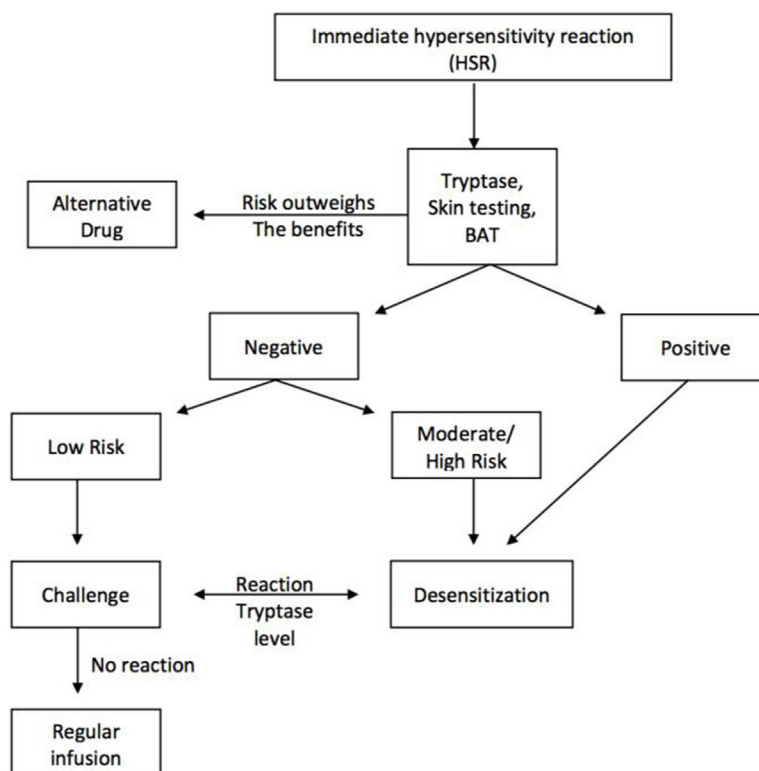 Immediate hypersensitivity reaction
(HSR)
Tryptase,
Skin testing,
BAT
Risk outweighs
The benefits
Alternative
Drug
Negative
Positive
Low Risk
Moderate/
High Risk
Challenge
Reaction
Tryptase
level
Desensitization
No reaction
Regular
infusion